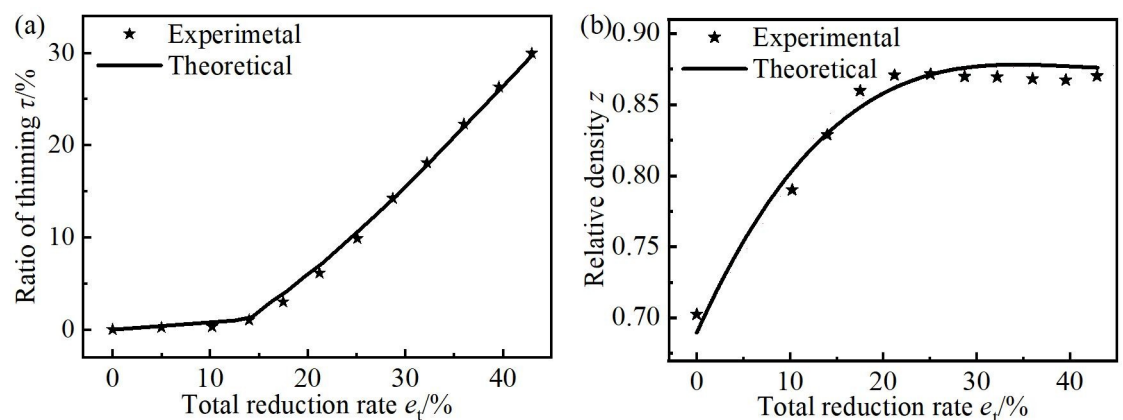 (a)
★ Experimetal
Theoretical
30
20
10
0
Ratio of thinning τ/%
0 10 20 30 40
Total reduction rate eₜ/%
(b)
0.90
★ Experimental
Theoretical
0.85
0.80
0.75
0.70
Relative density z
0 10 20 30 40
Total reduction rate eₜ/%